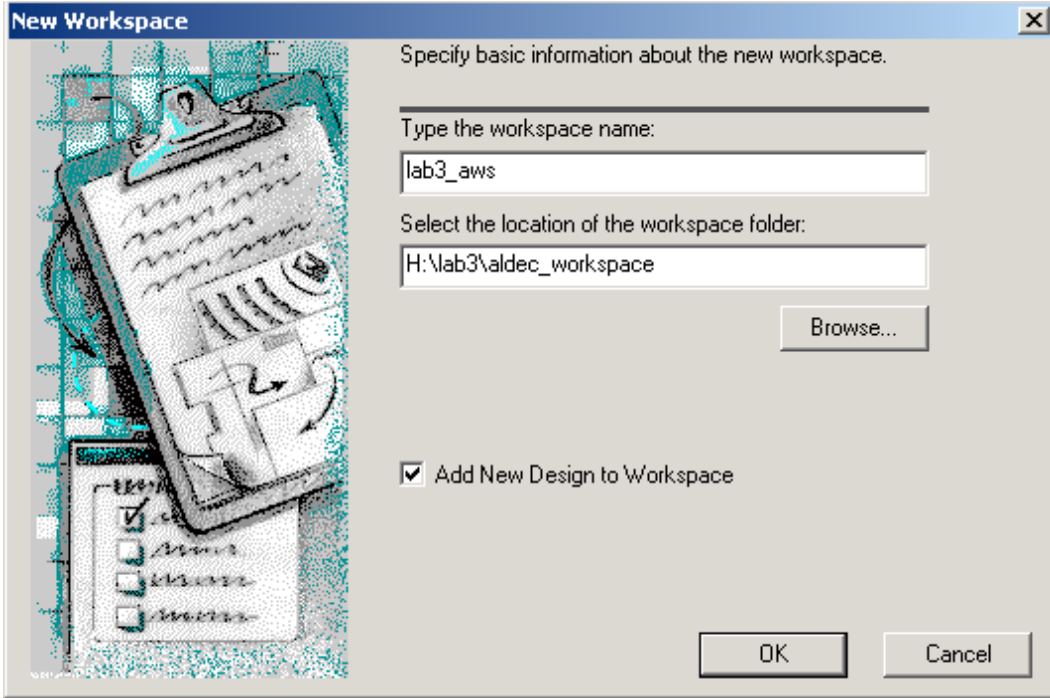 New Workspace
Specify basic information about the new workspace.
Type the workspace name:
lab3_aws
Select the location of the workspace folder:
H:\lab3\aldec_workspace
Browse...
Add New Design to Workspace
OK
Cancel